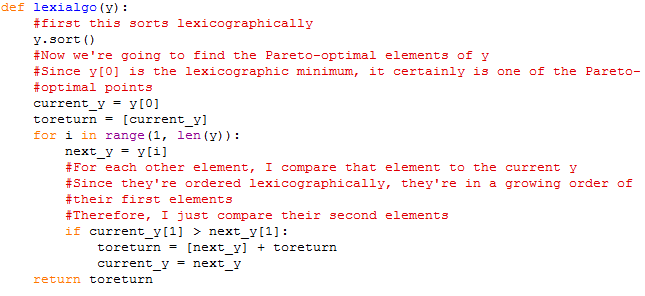 def lexialgo(y):
    #first this sorts lexicographically
    y.sort()
    #Now we're going to find the Pareto-optimal elements of y
    #Since y[0] is the lexicographic minimum, it certainly is one of the Pareto-
    #optimal points
    current_y = y[0]
    toreturn = [current_y]
    for i in range(1, len(y)):
        next_y = y[i]
        #For each other element, I compare that element to the current y
        #Since they're ordered lexicographically, they're in a growing order of
        #their first elements
        #Therefore, I just compare their second elements
        if current_y[1] > next_y[1]:
            toreturn = [next_y] + toreturn
            current_y = next_y
    return toreturn